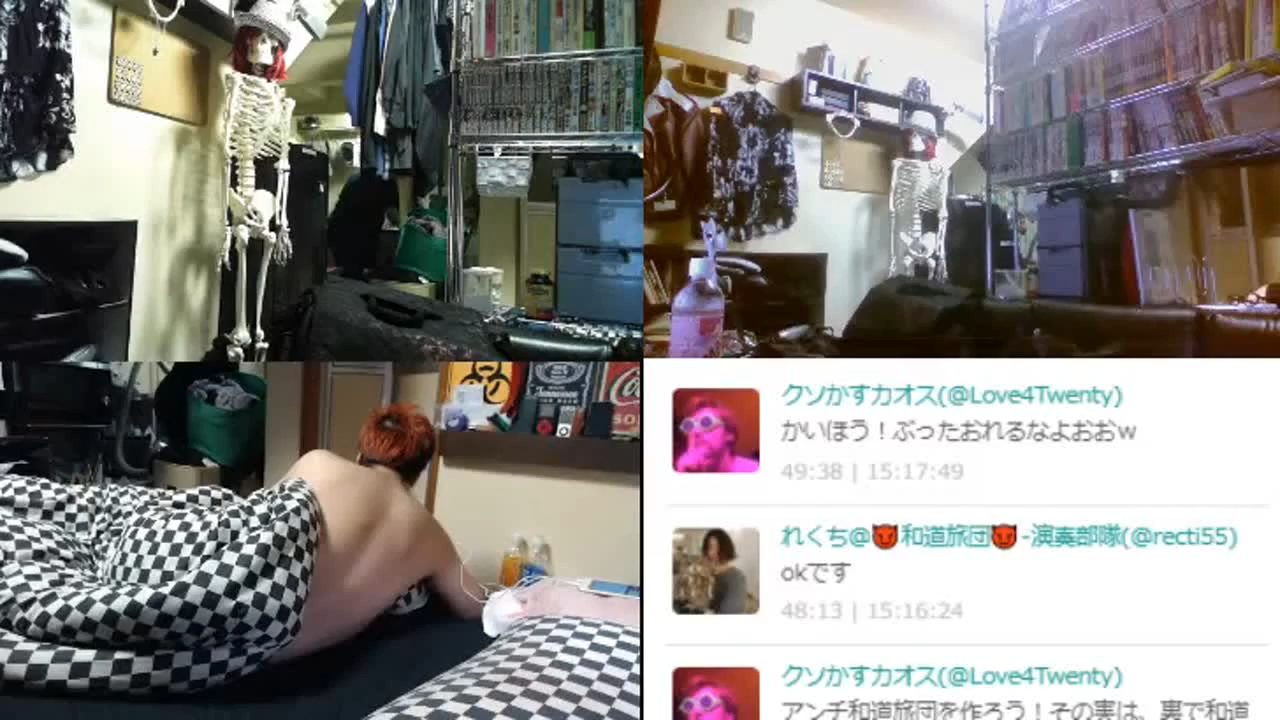 クソかすカオス(@Love4Twenty)
かいほう！ぶったおれるなよおおw
49:38 | 15:17:49
れくち@👿和道旅団👿-演奏部隊(@recti55)
okです
48:13 | 15:16:24
クソかすカオス(@Love4Twenty)
アンチ和道旅団を作ろう！その実は、裏で和道